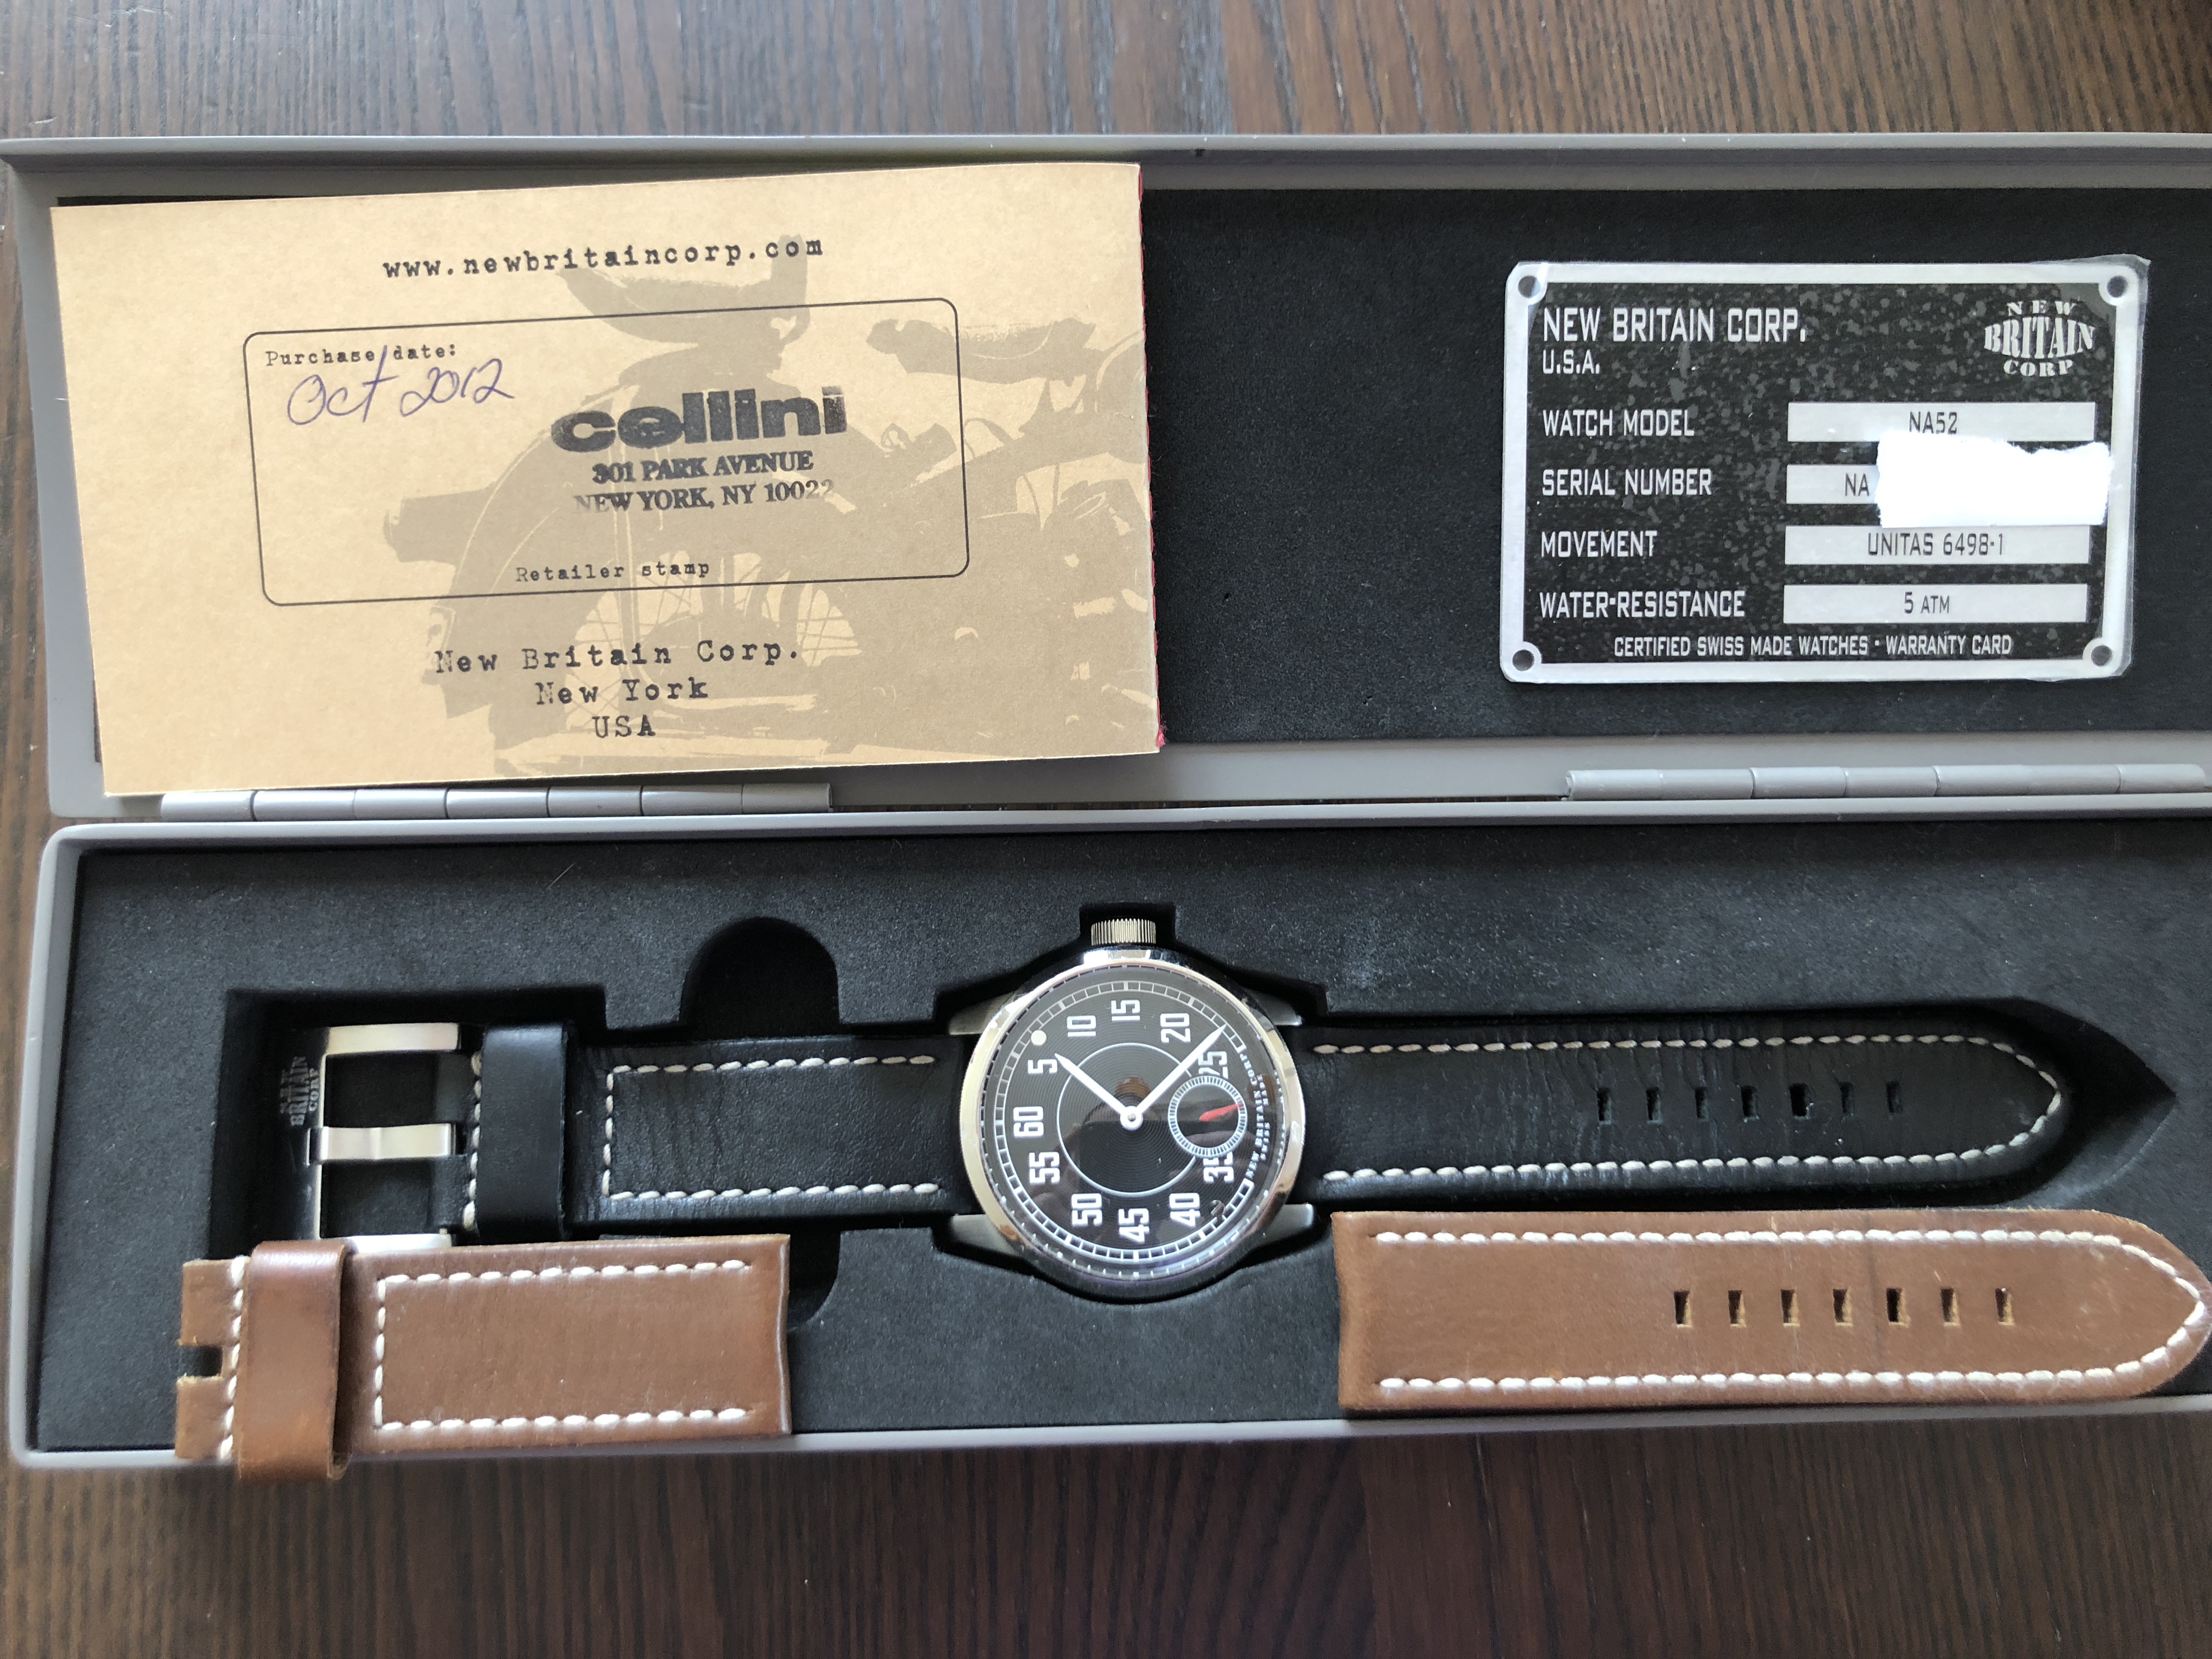 NEW
BRITAIN
CORP
60
5
10
15
20
25
35
40
45
50
55
NEW BRITAIN CORP
SWISS MADE
www.newbritaincorp.com
Purchase date:
Oct 2012
cellini
301 PARK AVENUE
NEW YORK, NY 10022
Retailer stamp
New Britain Corp.
New York
USA
NEW BRITAIN CORP.
U.S.A.
NEW
BRITAIN
CORP
WATCH MODEL NA52
SERIAL NUMBER NA
MOVEMENT UNITAS 6498-1
WATER-RESISTANCE 5 ATM
CERTIFIED SWISS MADE WATCHES · WARRANTY CARD